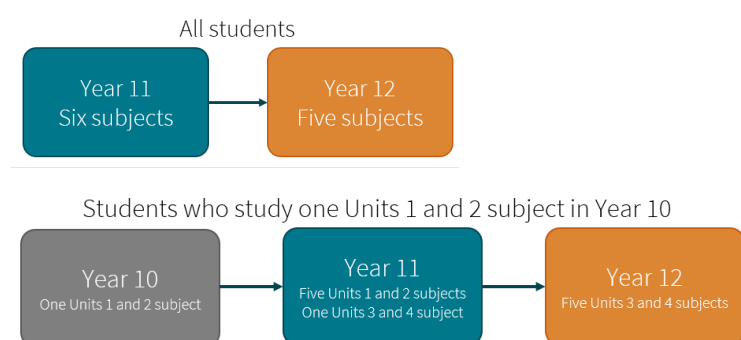 All students
Year 11
Six subjects
Year 12
Five subjects
Students who study one Units 1 and 2 subject in Year 10
Year 10
One Units 1 and 2 subject
Year 11
Five Units 1 and 2 subjects
One Units 3 and 4 subject
Year 12
Five Units 3 and 4 subjects